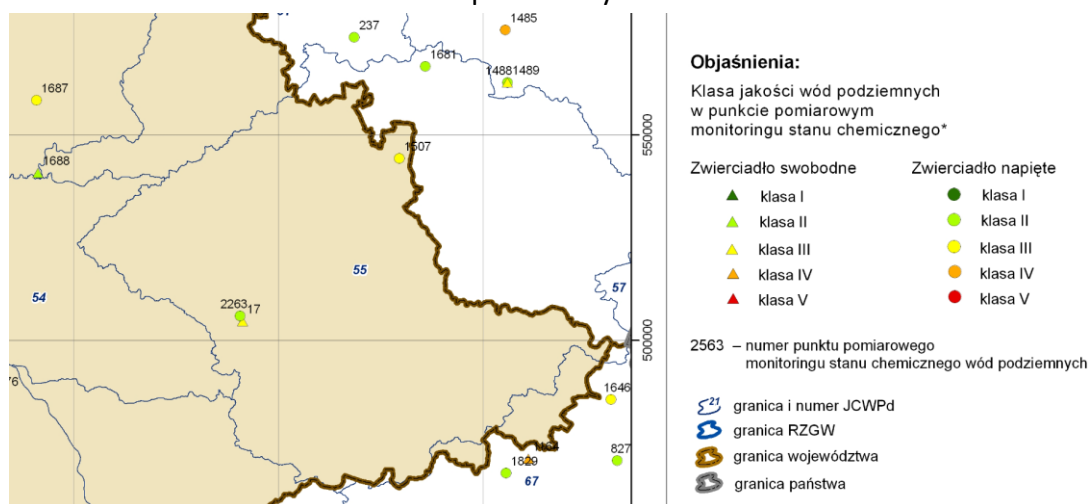 237
1485
1681
14881489
1687
1507
1688
550000
55
57
54
2263
17
500000
76
1646
1164
827
1829
67
Objaśnienia:
Klasa jakości wód podziemnych
w punkcie pomiarowym
monitoringu stanu chemicznego*
Zwierciadło swobodne
klasa I
klasa II
klasa III
klasa IV
klasa V
Zwierciadło napięte
klasa I
klasa II
klasa III
klasa IV
klasa V
2563 – numer punktu pomiarowego
monitoringu stanu chemicznego wód podziemnych
21 granica i numer JCWPd
granica RZGW
granica województwa
granica państwa